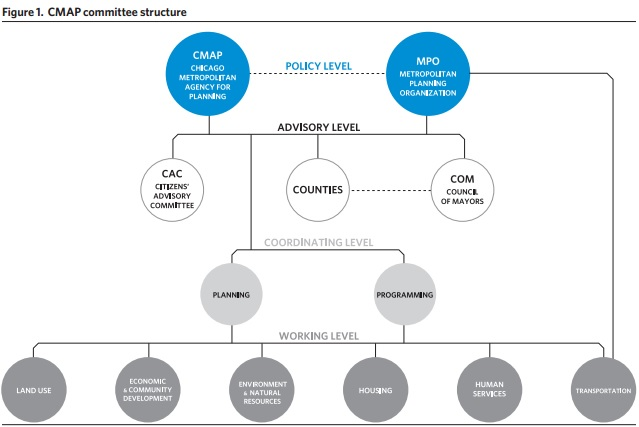 Figure 1. CMAP committee structure
CMAP
CHICAGO
METROPOLITAN
AGENCY FOR
PLANNING
POLICY LEVEL
MPO
METROPOLITAN
PLANNING
ORGANIZATION
ADVISORY LEVEL
CAC
CITIZENS'
ADVISORY
COMMITTEE
COUNTIES
COM
COUNCIL
OF MAYORS
COORDINATING LEVEL
PLANNING
PROGRAMMING
WORKING LEVEL
LAND USE
ECONOMIC
& COMMUNITY
DEVELOPMENT
ENVIRONMENT
& NATURAL
RESOURCES
HOUSING
HUMAN
SERVICES
TRANSPORTATION